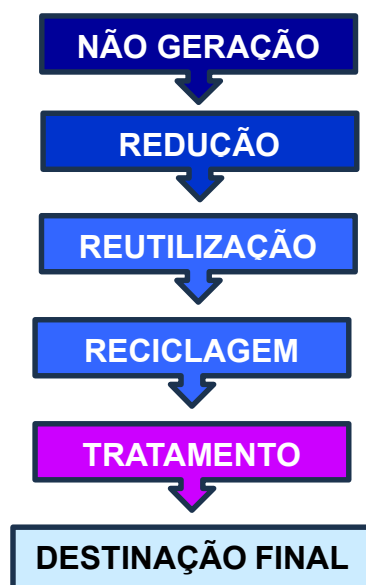 NÃO GERAÇÃO
REDUÇÃO
REUTILIZAÇÃO
RECICLAGEM
TRATAMENTO
DESTINAÇÃO FINAL